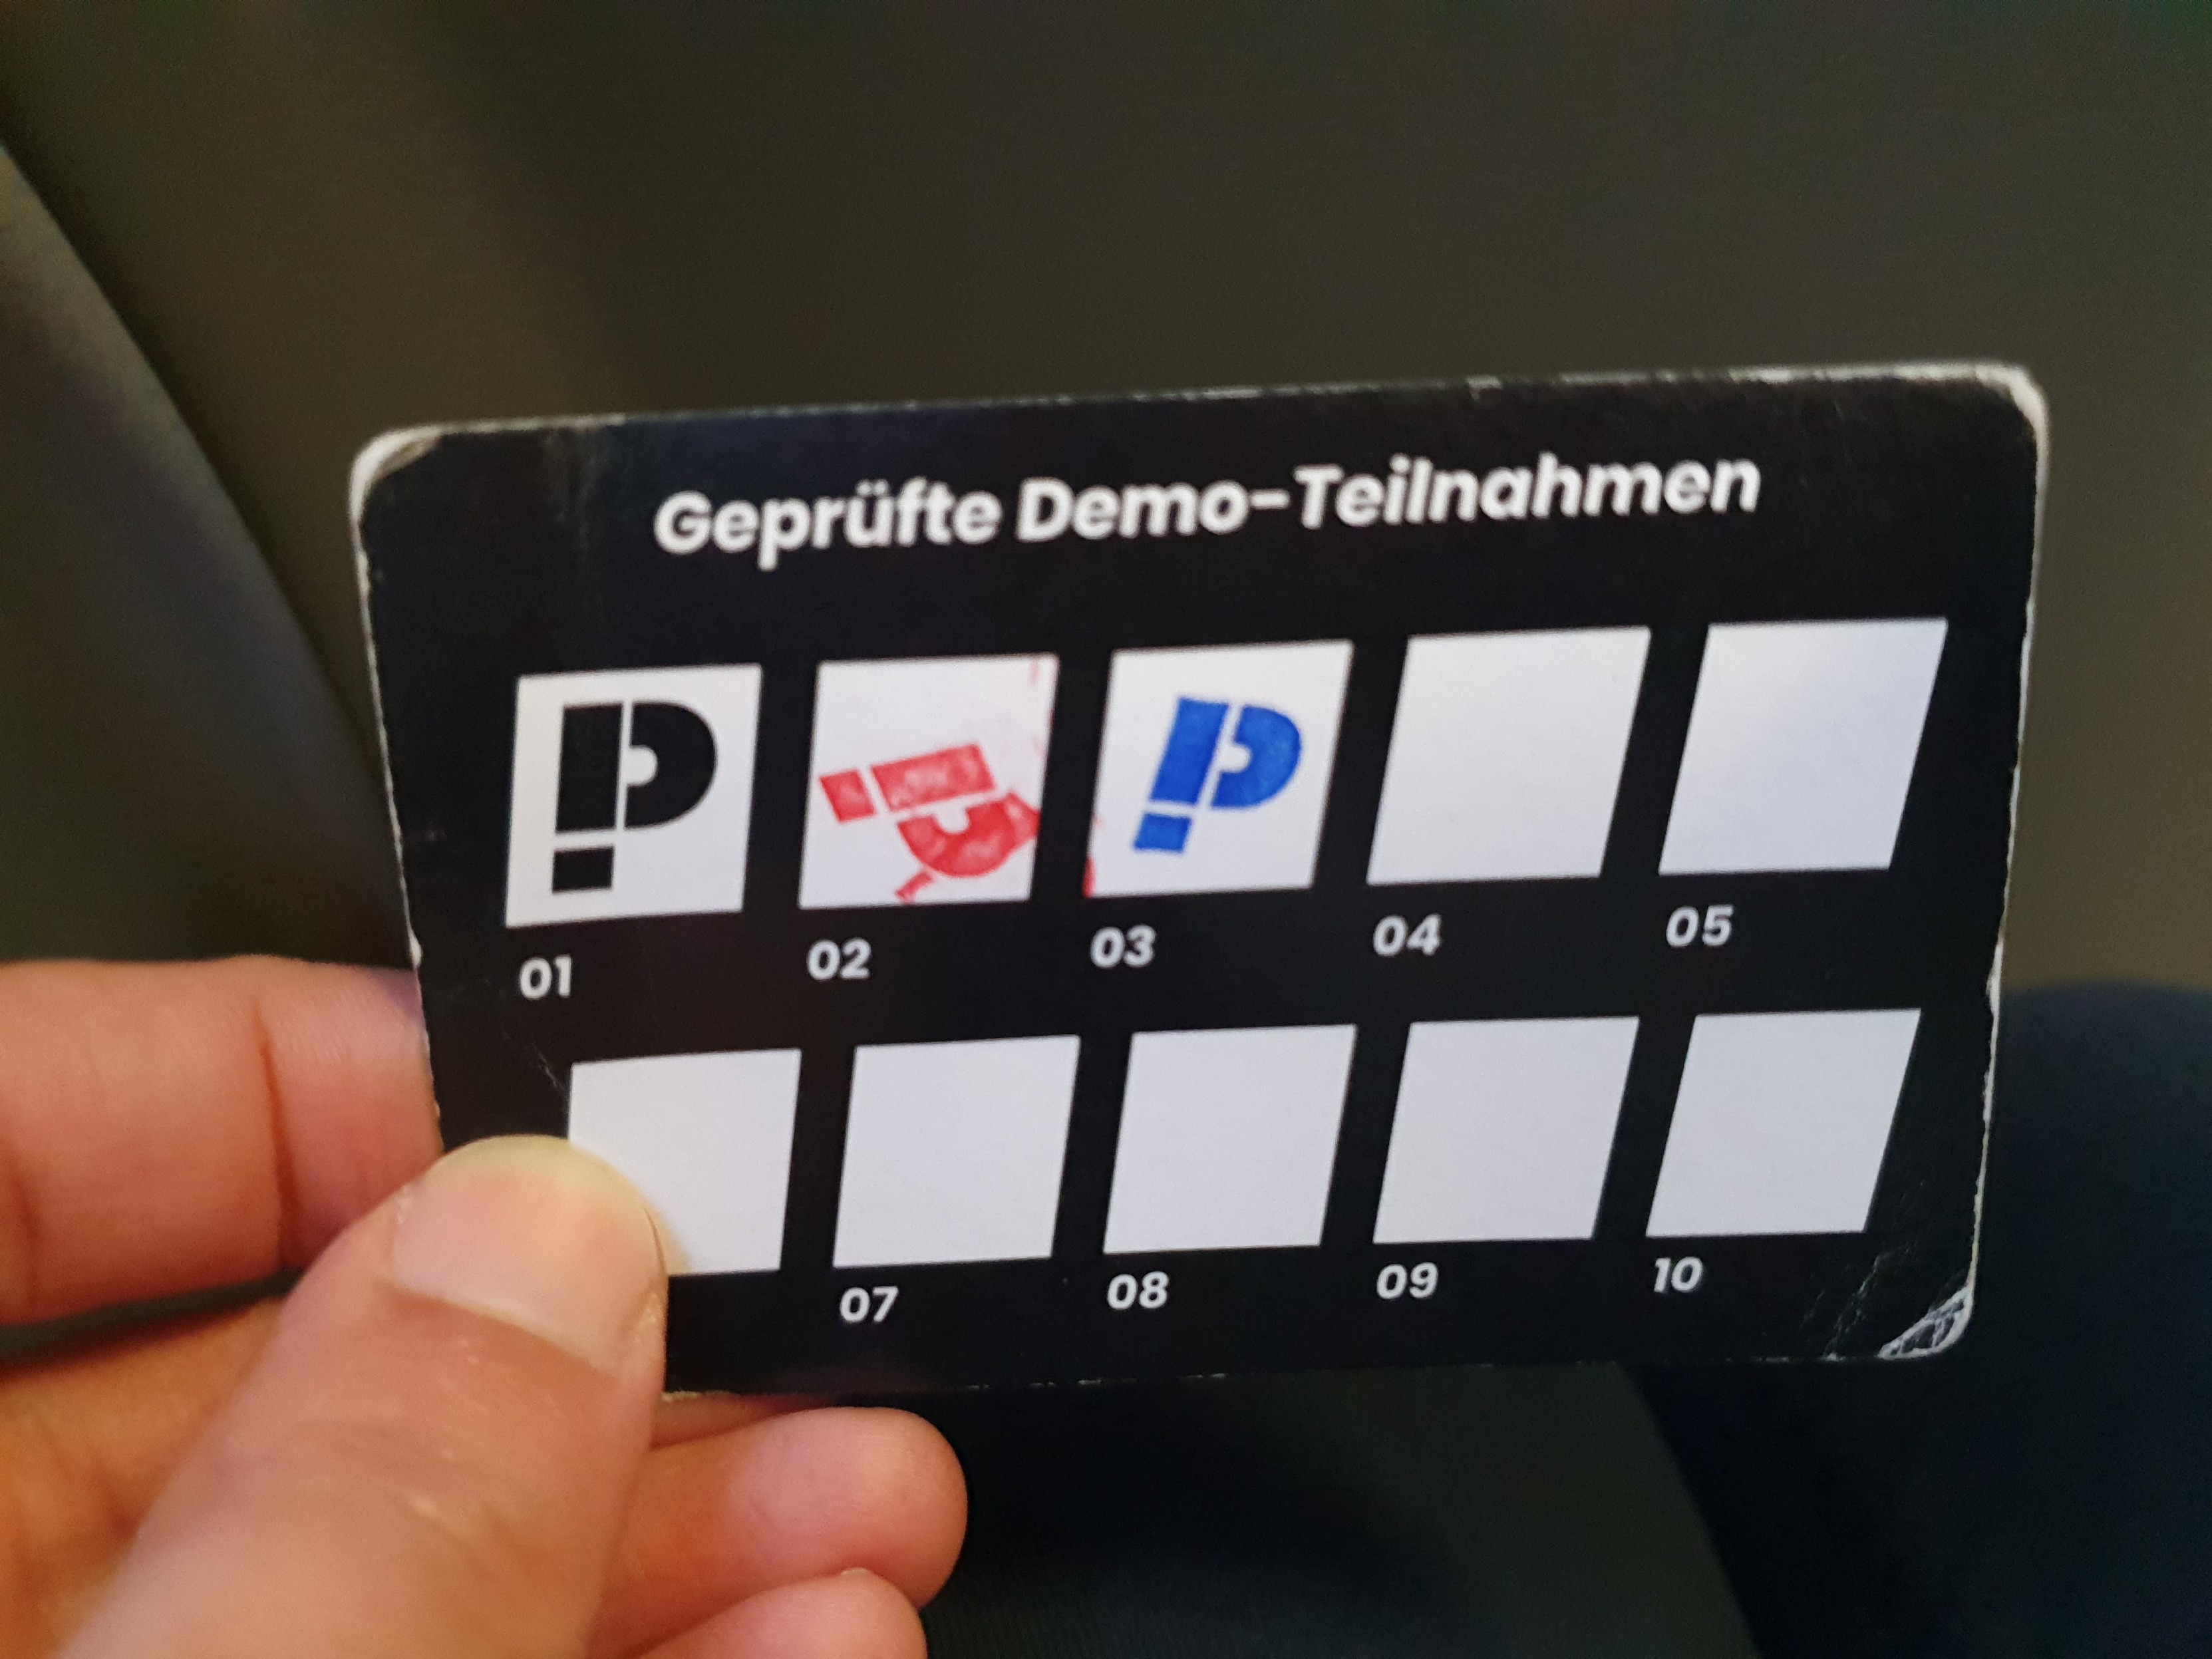 Geprüfte Demo-Teilnahmen
P P P
01 02 03 04 05
07 08 09 10